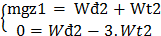 mgz1 = Wđ2 + Wt2
0 = Wđ2 − 3.Wt2